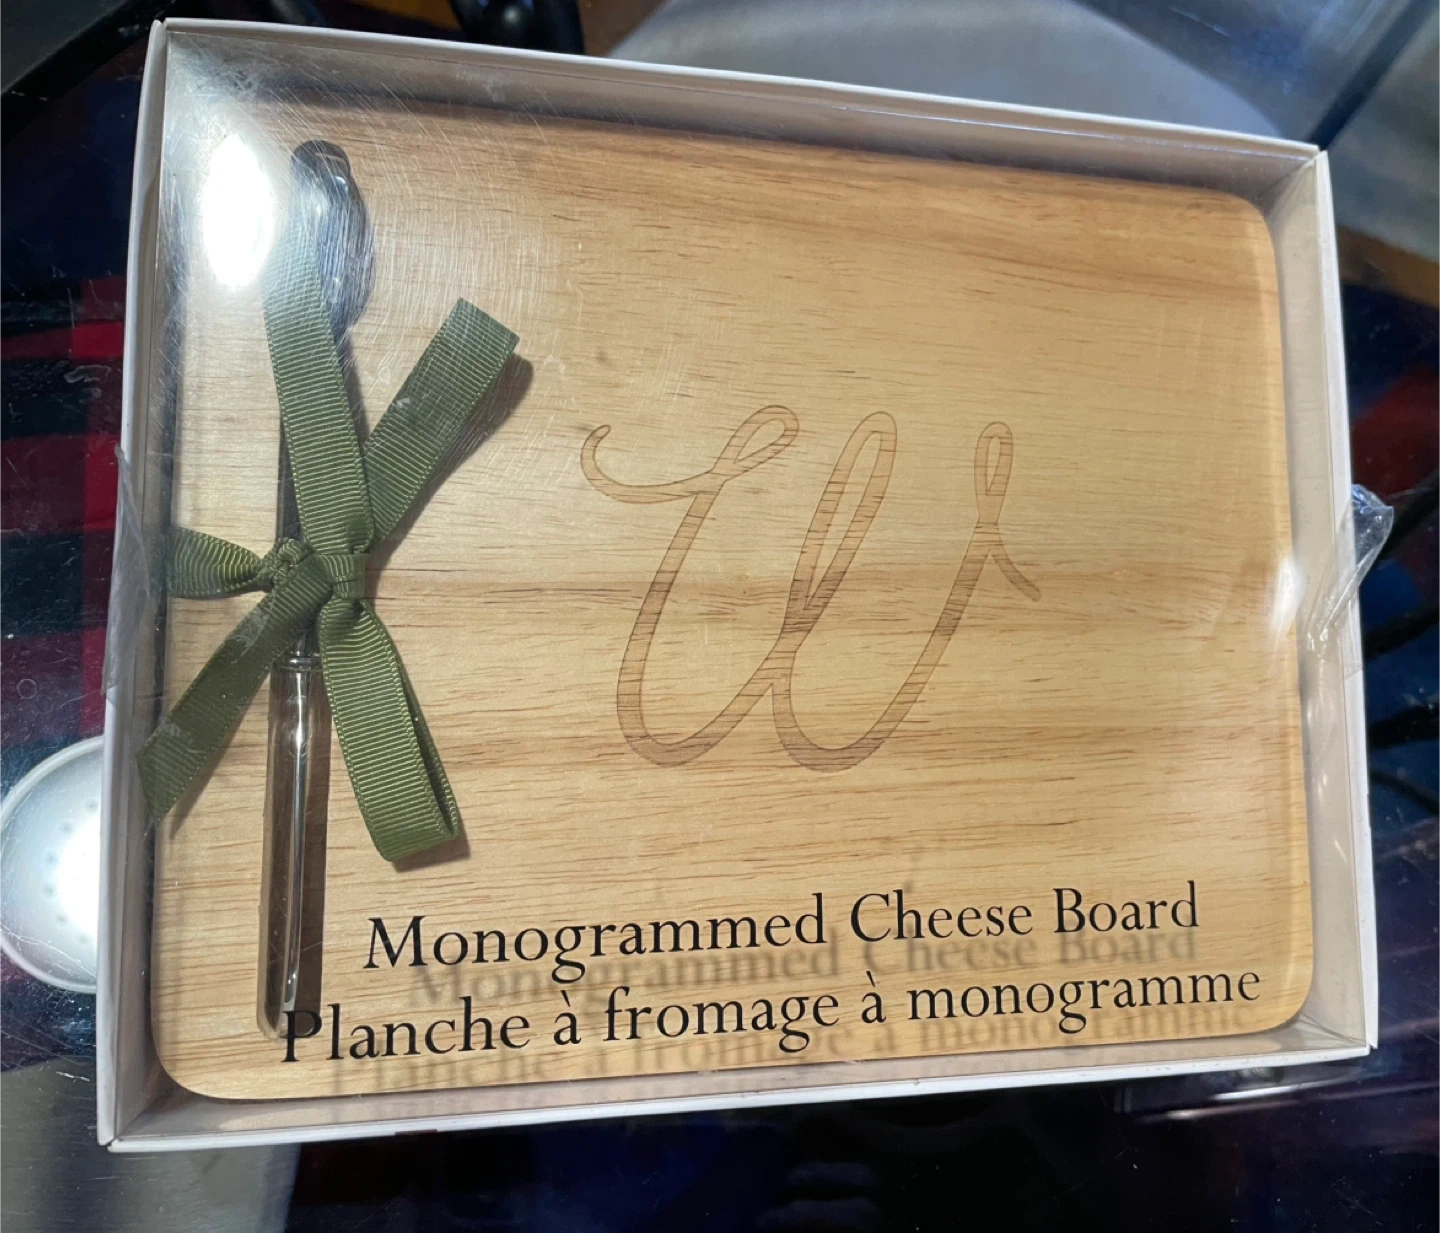 W
Monogrammed Cheese Board
Planche à fromage à monogramme